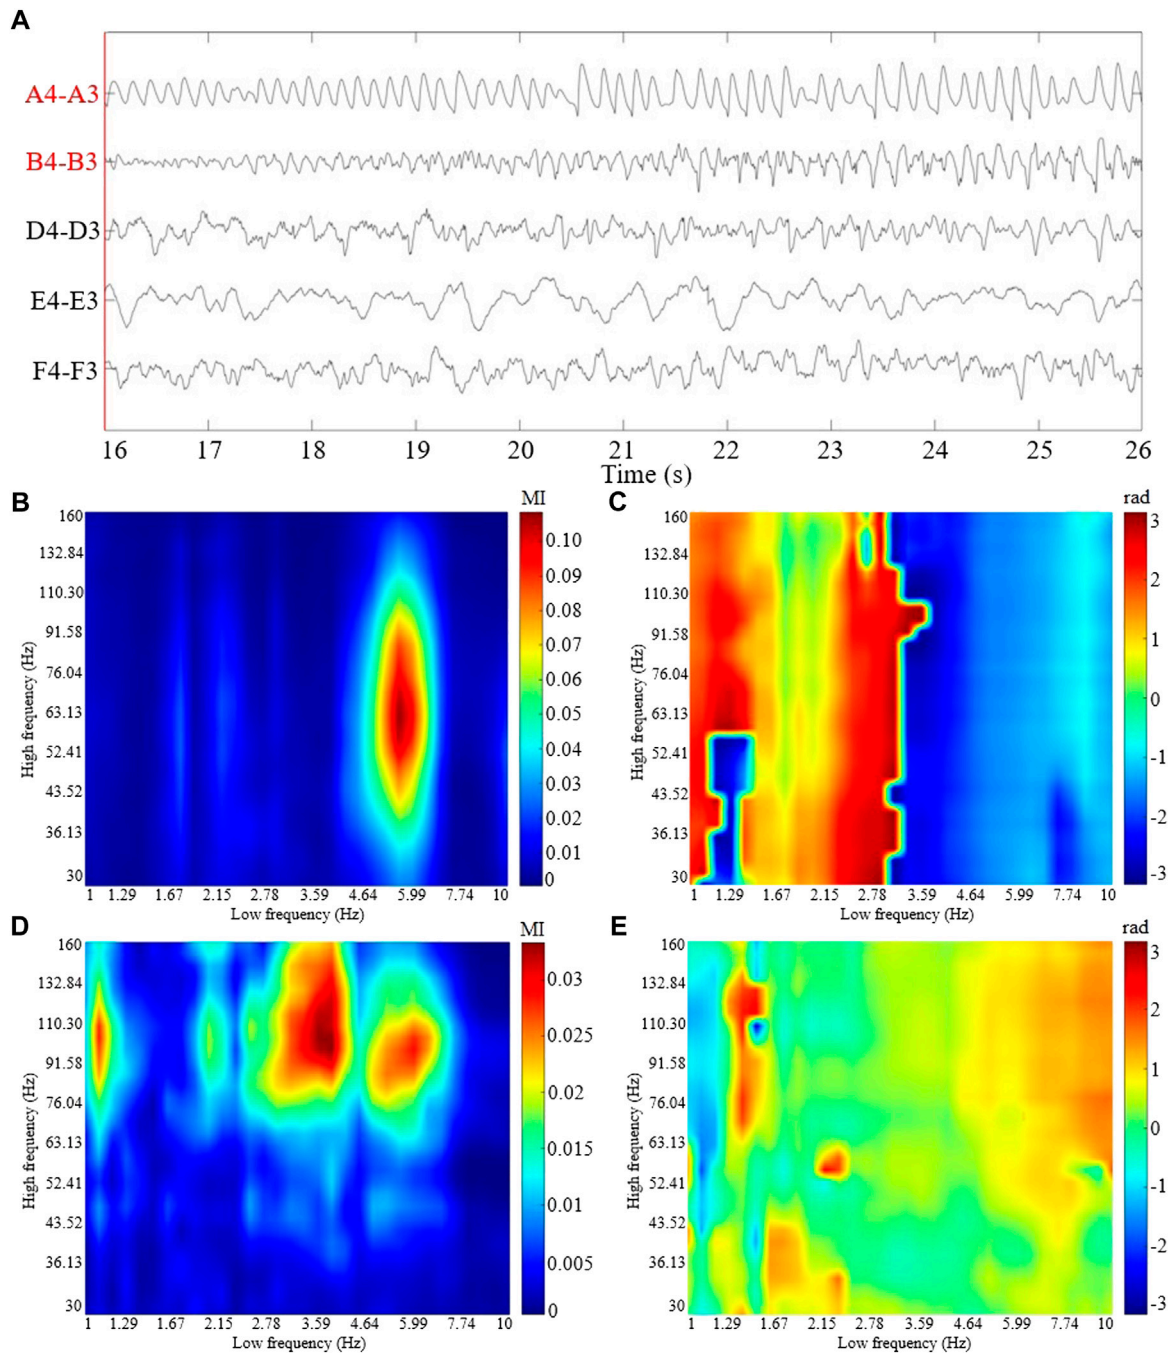 A
A4-A3
B4-B3
D4-D3
E4-E3
F4-F3
16 17 18 19 20 21 22 23 24 25 26
Time (s)
B
MI
High frequency (Hz)
160
132.84
110.30
91.58
76.04
63.13
52.41
43.52
36.13
30
0.10
0.09
0.08
0.07
0.06
0.05
0.04
0.03
0.02
0.01
0
1 1.29 1.67 2.15 2.78 3.59 4.64 5.99 7.74 10
Low frequency (Hz)
C
rad
High frequency (Hz)
160
132.84
110.30
91.58
76.04
63.13
52.41
43.52
36.13
30
3
2
1
0
-1
-2
-3
1 1.29 1.67 2.15 2.78 3.59 4.64 5.99 7.74 10
Low frequency (Hz)
D
MI
High frequency (Hz)
160
132.84
110.30
91.58
76.04
63.13
52.41
43.52
36.13
30
0.03
0.025
0.02
0.015
0.01
0.005
0
1 1.29 1.67 2.15 2.78 3.59 4.64 5.99 7.74 10
Low frequency (Hz)
E
rad
High frequency (Hz)
160
132.84
110.30
91.58
76.04
63.13
52.41
43.52
36.13
30
3
2
1
0
-1
-2
-3
1 1.29 1.67 2.15 2.78 3.59 4.64 5.99 7.74 10
Low frequency (Hz)